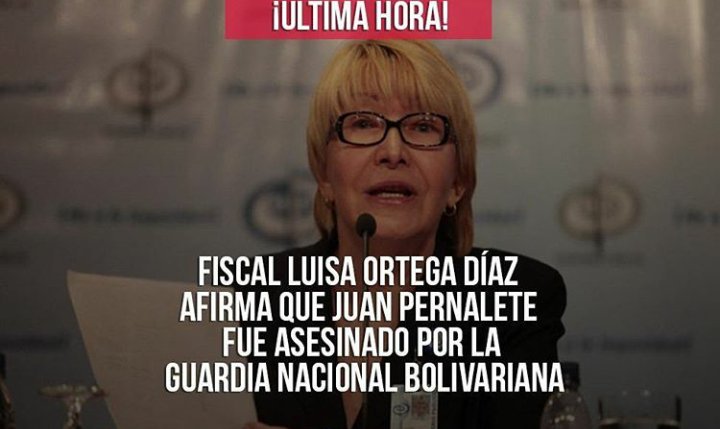 ¡ULTIMA HORA!
FISCAL LUISA ORTEGA DÍAZ
AFIRMA QUE JUAN PERNALETE
FUE ASESINADO POR LA
GUARDIA NACIONAL BOLIVARIANA